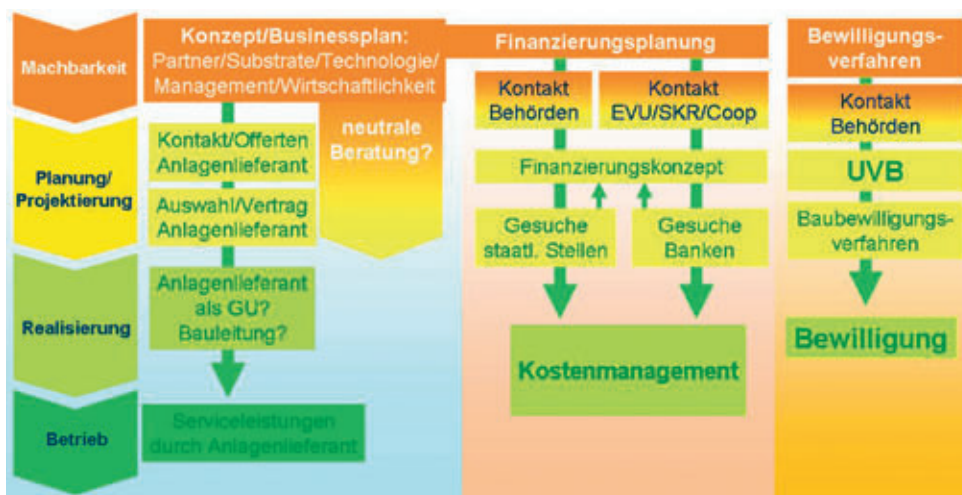 Machbarkeit
Planung/
Projektierung
Realisierung
Betrieb
Konzept/Businessplan:
Partner/Substrate/Technologie/
Management/Wirtschaftlichkeit
neutrale
Beratung?
Kontakt/Offerten
Anlagenlieferant
Auswahl/Vertrag
Anlagenlieferant
Anlagenlieferant
als GU?
Bauleitung?
Serviceleistungen
durch Anlagenlieferant
Finanzierungsplanung
Kontakt
Behörden
Kontakt
EVU/SKR/Coop
Finanzierungskonzept
Gesuche
staatl. Stellen
Gesuche
Banken
Kostenmanagement
Bewilligungs-
verfahren
Kontakt
Behörden
UVB
Baubewilligungs-
verfahren
Bewilligung